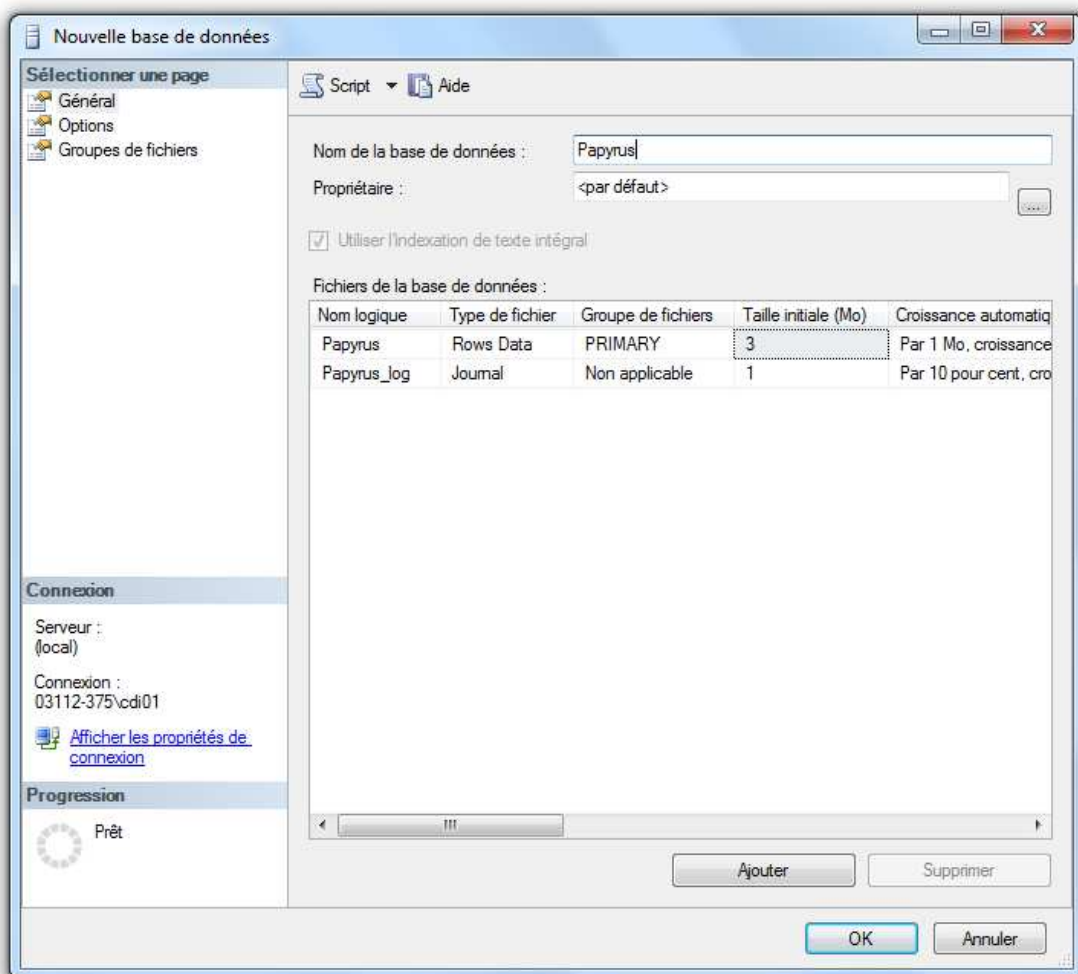 Nouvelle base de données
Sélectionner une page
Général
Options
Groupes de fichiers
Script Aide
Nom de la base de données : Papyrus
Propriétaire : <par défaut>
...
Utiliser l'indexation de texte intégral
Fichiers de la base de données :
Nom logique Type de fichier Groupe de fichiers Taille initiale (Mo) Croissance automatiq
Papyrus Rows Data PRIMARY 3 Par 1 Mo, croissance
Papyrus_log Journal Non applicable 1 Par 10 pour cent, cro
Connexion
Serveur :
(local)
Connexion :
03112-375\cdi01
Afficher les propriétés de
connexion
Progression
Prêt
Ajouter Supprimer
OK Annuler